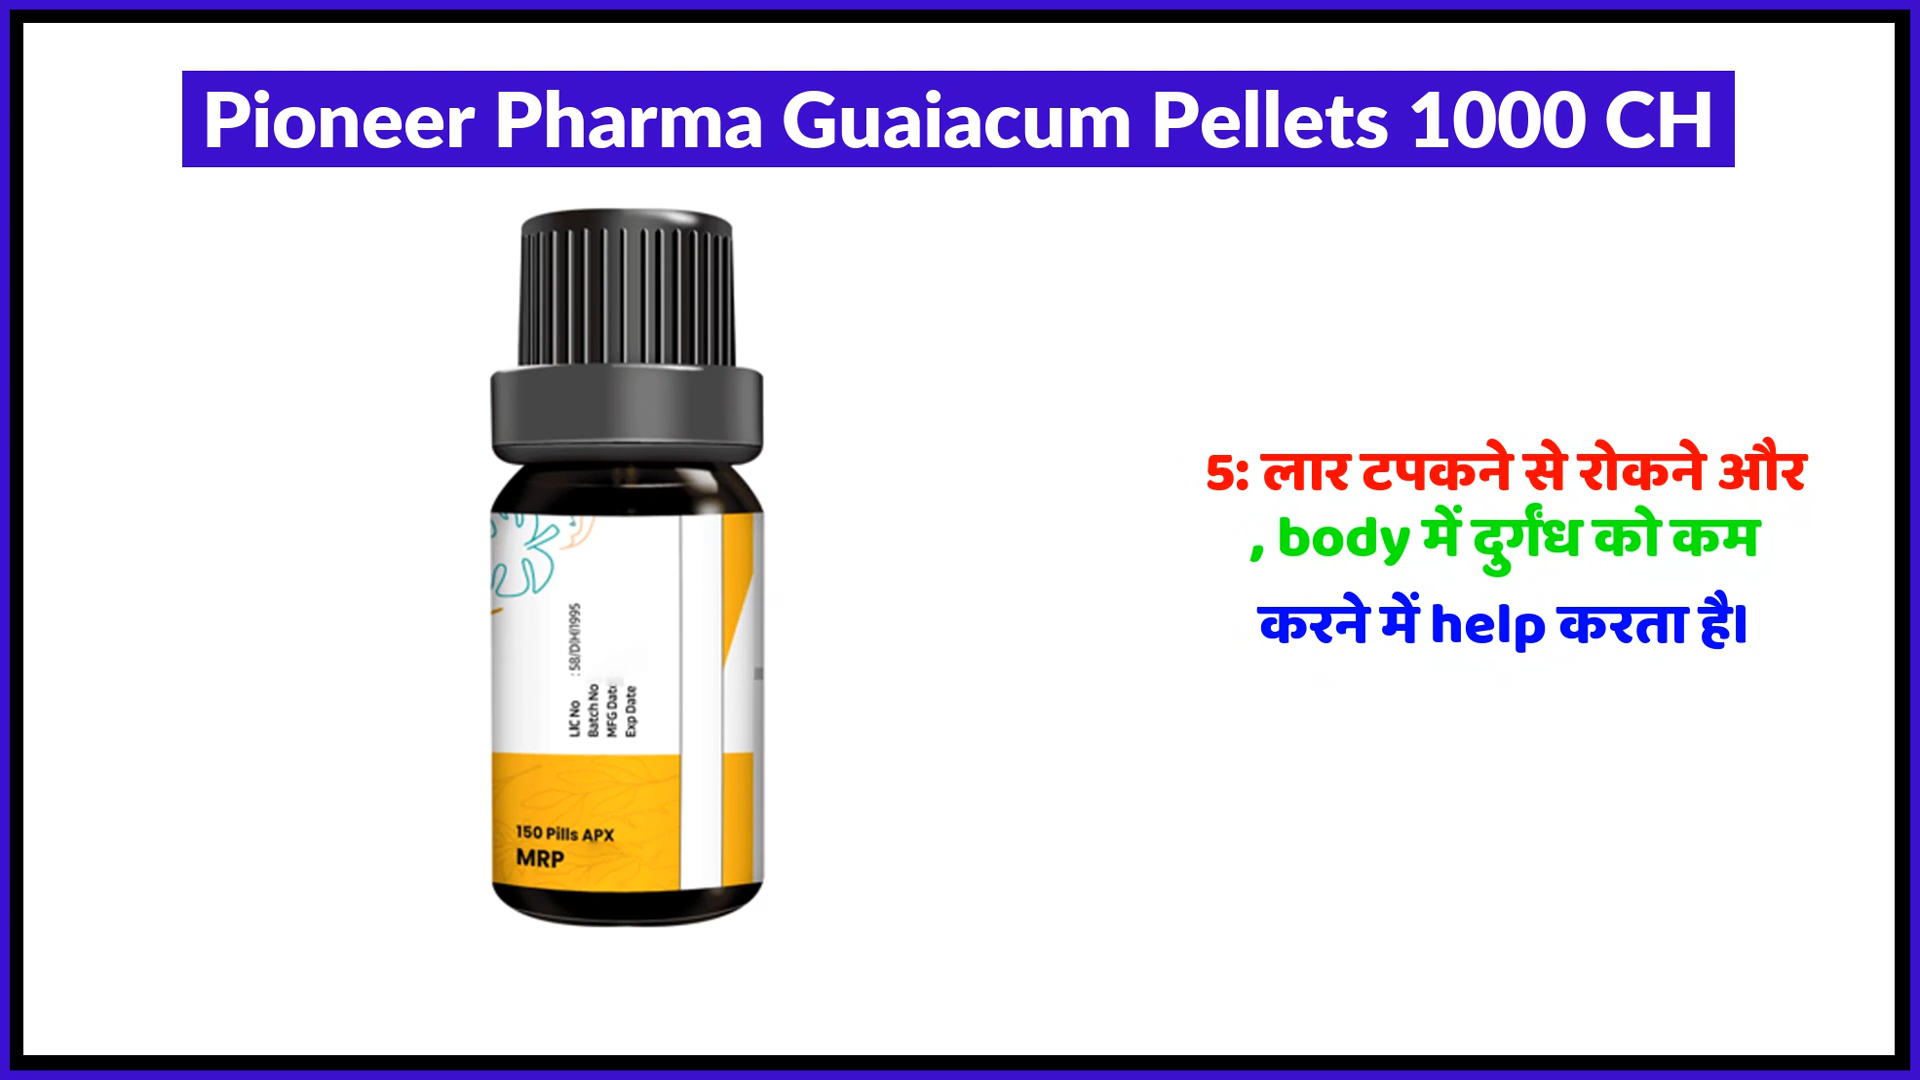 Pioneer Pharma Guaiacum Pellets 1000 CH
5: लार टपकने से रोकने और
, body में दुर्गंध को कम
करने में help करता है।
LIC No : 58/DH/1995
Batch No
MFG Date
Exp Date
150 Pills APX
MRP